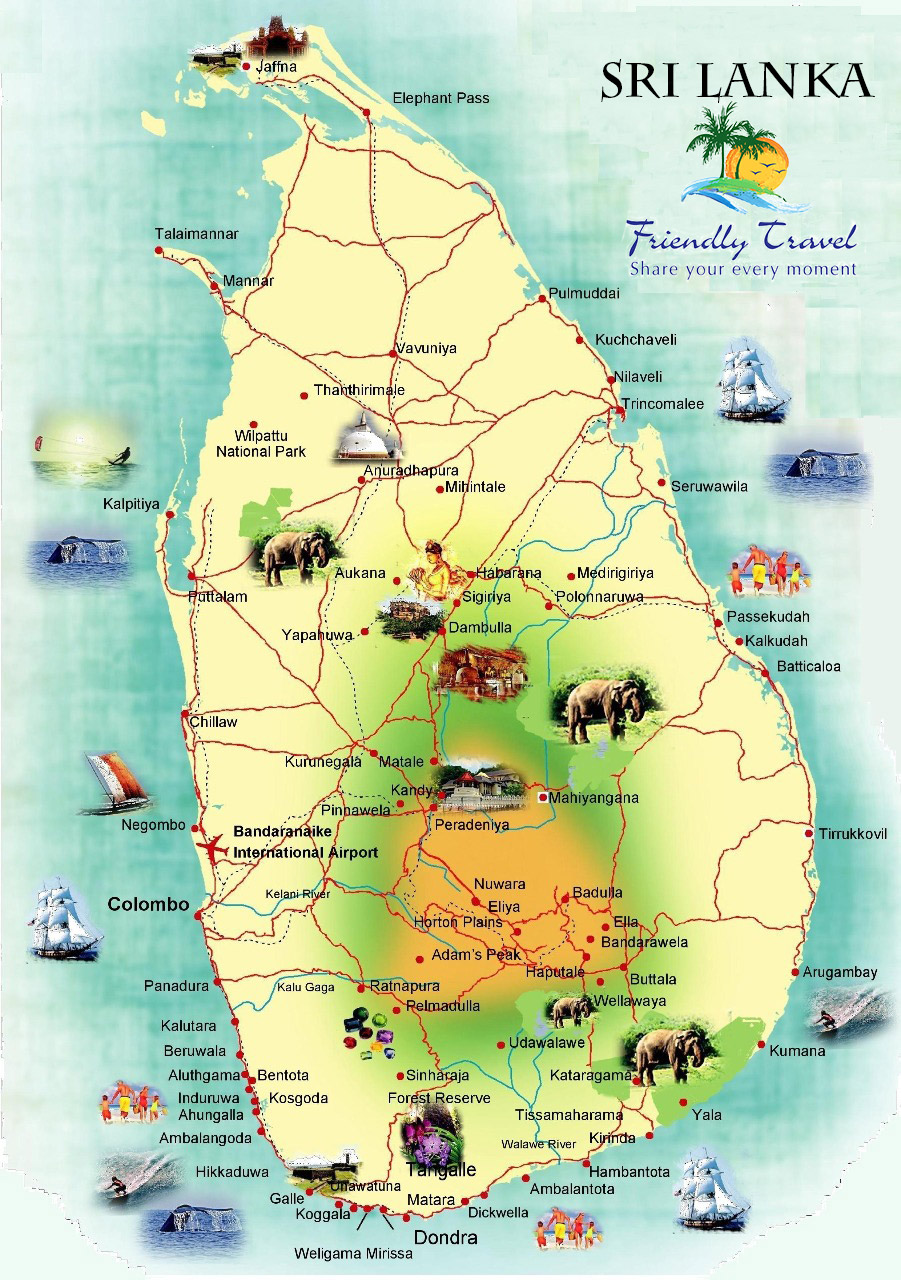 Jaffna
SRI LANKA
Elephant Pass
Friendly Travel
Share your every moment
Talaimannar
Mannar
Pulmuddai
Kuchchaveli
Vavuniya
Nilaveli
Thanthirimale
Trincomalee
Wilpattu
National Park
Anuradhapura
Mihintale
Seruwawila
Kalpitiya
Aukana
Habarana
Medirigiriya
Puttalam
Sigiriya
Polonnaruwa
Passekudah
Yapahuwa
Dambulla
Kalkudah
Batticaloa
Chillaw
Kurunegala
Matale
Kandy
Mahiyangana
Pinnawela
Negombo
Peradeniya
Bandaranaike
International Airport
Tirrukkovil
Kelani River
Nuwara
Eliya
Badulla
Colombo
Horton Plains
Ella
Bandarawela
Adam's Peak
Haputale
Arugambay
Panadura
Kalu Gaga
Ratnapura
Buttala
Pelmadulla
Wellawaya
Kalutara
Udawalawe
Kumana
Beruwala
Aluthgama
Bentota
Sinharaja
Forest Reserve
Kataragama
Induruwa
Kosgoda
Ahungalla
Tissamaharama
Yala
Ambalangoda
Walawe River
Kirinda
Hikkaduwa
Tangalle
Hambantota
Unawatuna
Ambalantota
Galle
Matara
Koggala
Dickwella
Dondra
Weligama Mirissa